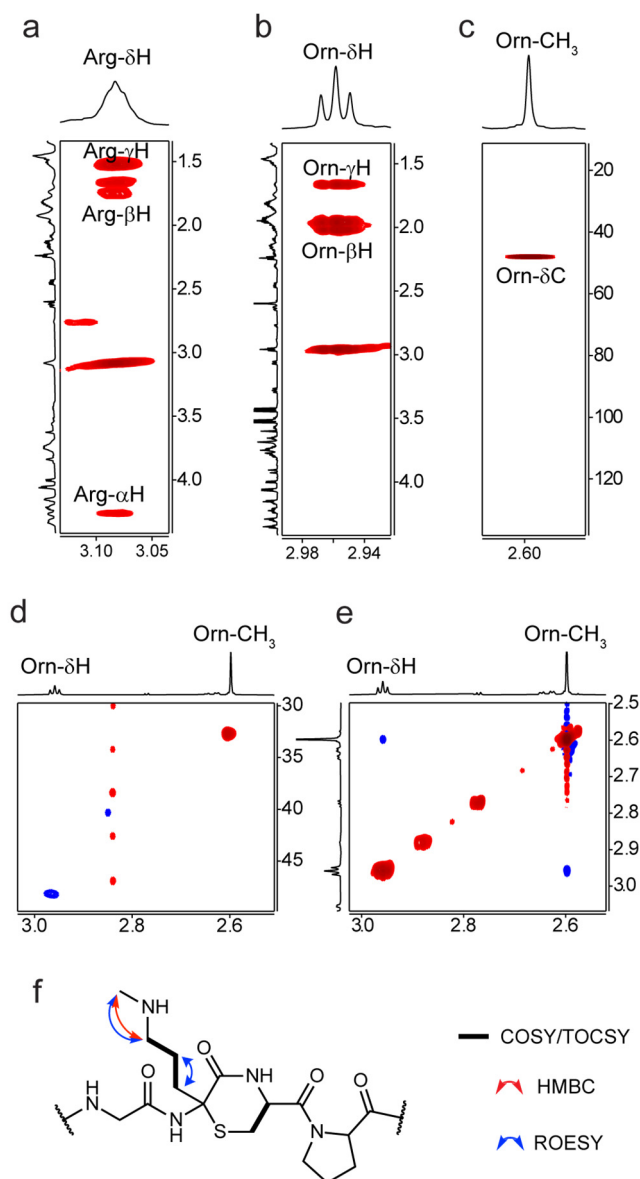 a
Arg-δH
Arg-γH
Arg-βH
Arg-αH
1.5
2.0
2.5
3.0
3.5
4.0
3.10 3.05
b
Orn-δH
Orn-γH
Orn-βH
1.5
2.0
2.5
3.0
3.5
4.0
2.98 2.94
c
Orn-CH3
Orn-δC
20
40
60
80
100
120
2.60
d
Orn-δH
Orn-CH3
30
35
40
45
3.0 2.8 2.6
e
Orn-δH
Orn-CH3
2.5
2.6
2.7
2.8
2.9
3.0
3.0 2.8 2.6
f
NH
O
O
NH
O
O
N
H
N
H
S
N
COSY/TOCSY
HMBC
ROESY